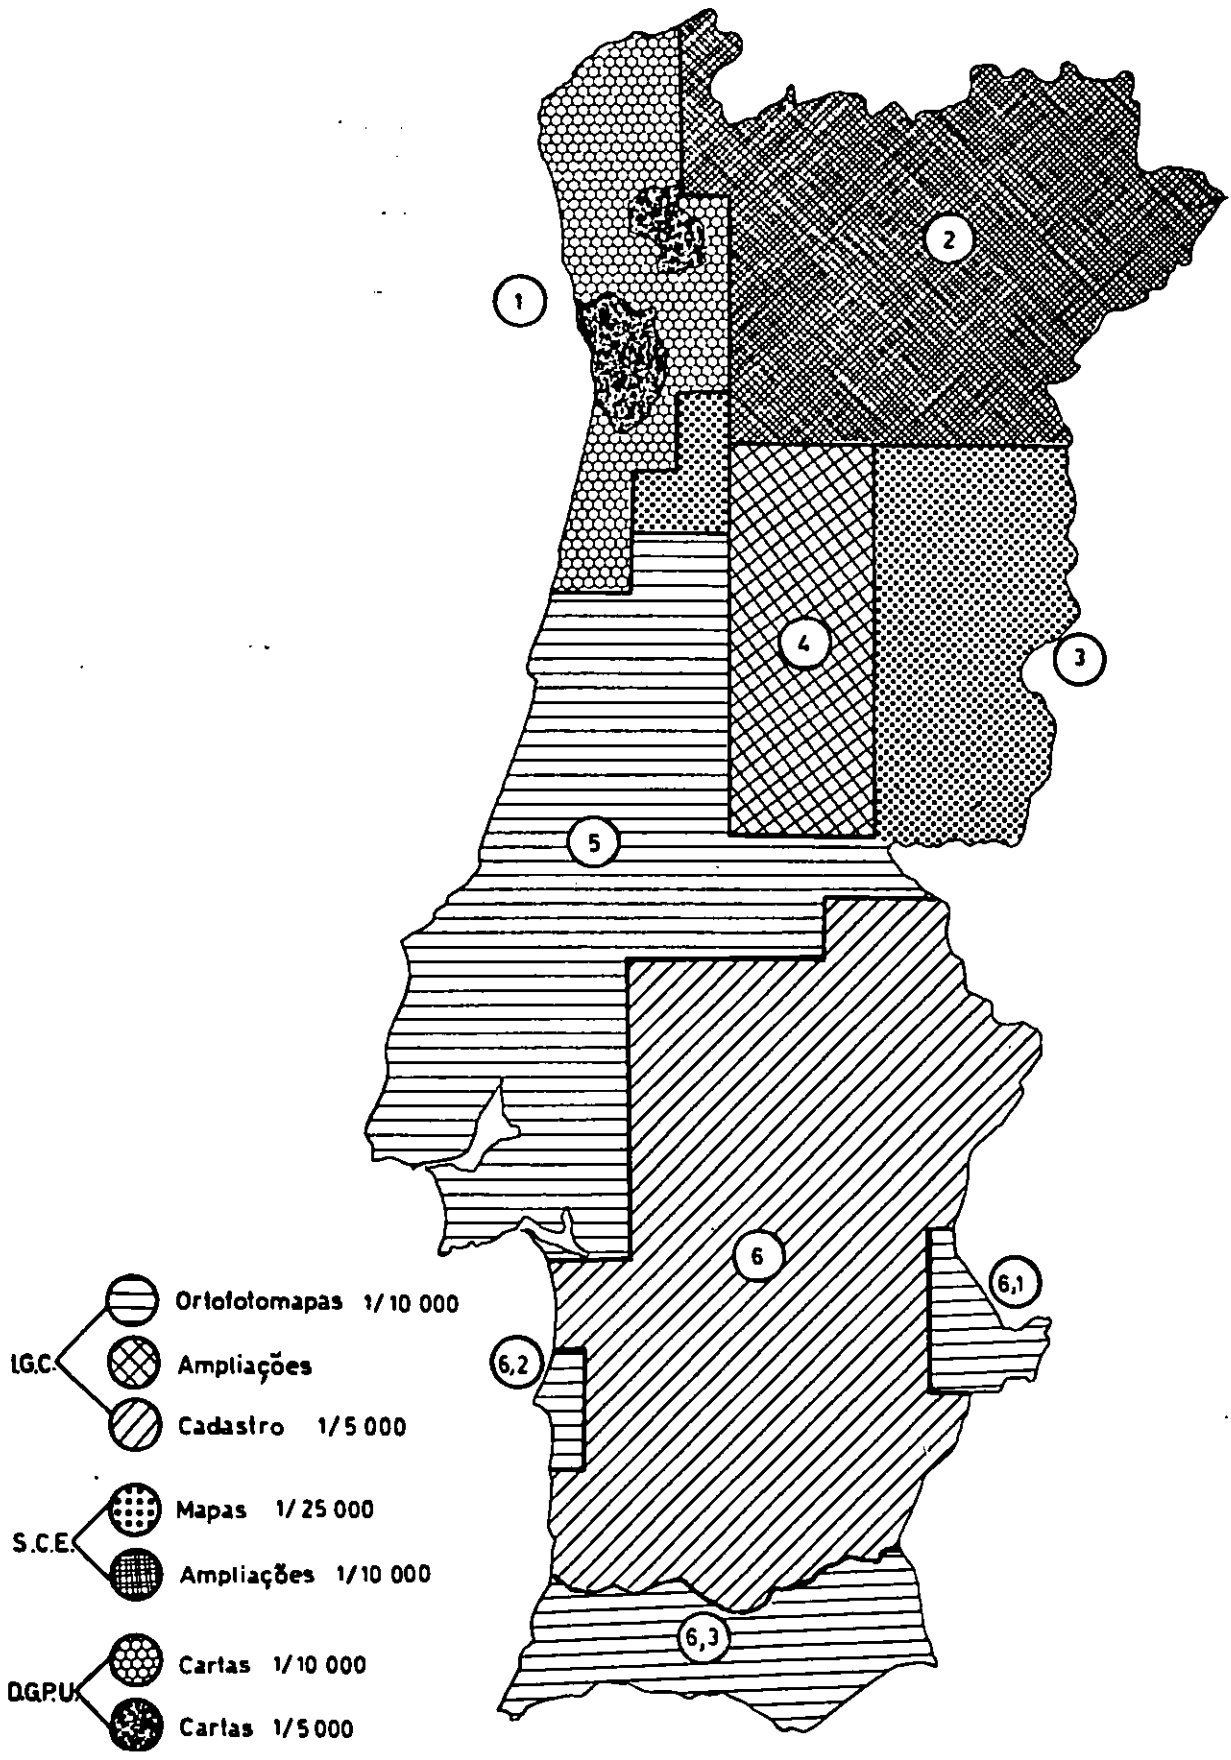 2
1
4
3
5
6
6,1
6,2
6,3
I.G.C.
Ortofotomapas 1/10 000
Ampliações
Cadastro 1/5 000
S.C.E.
Mapas 1/25 000
Ampliações 1/10 000
D.G.P.U.
Cartas 1/10 000
Cartas 1/5 000